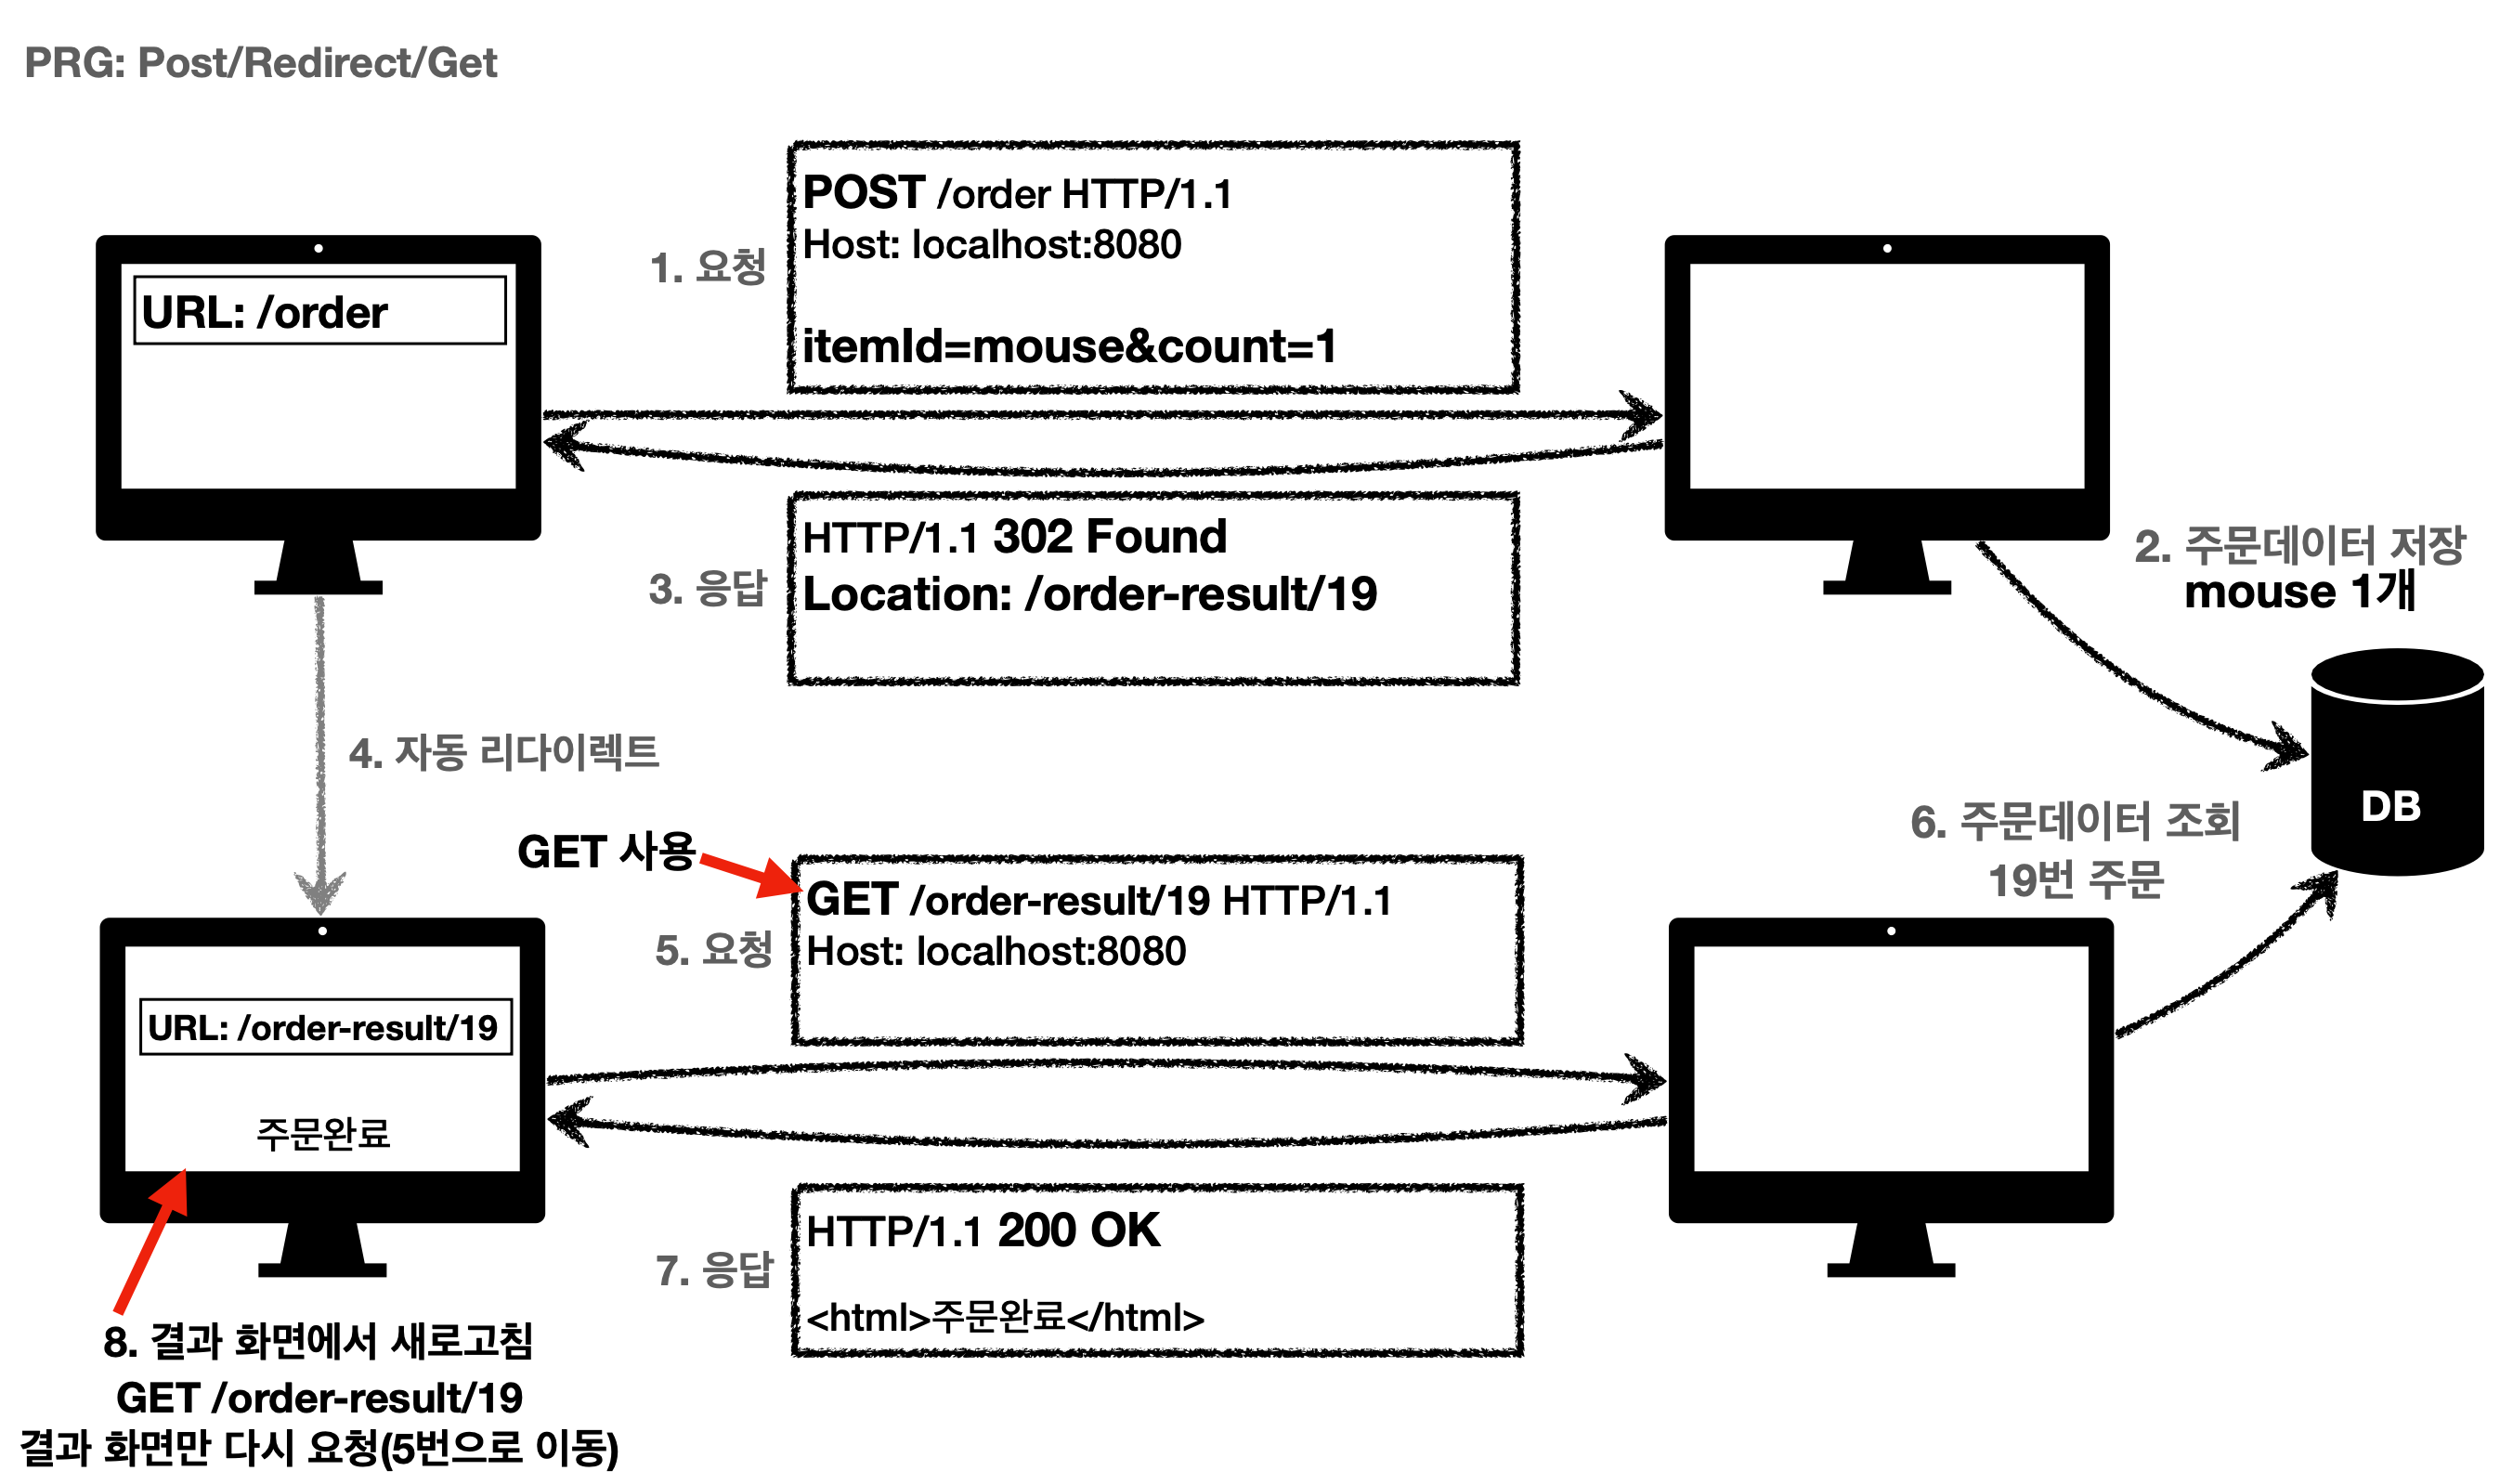 PRG: Post/Redirect/Get
URL: /order
1. 요청
POST /order HTTP/1.1
Host: localhost:8080
itemId=mouse&count=1
2. 주문데이터 저장
mouse 1개
3. 응답
HTTP/1.1 302 Found
Location: /order-result/19
4. 자동 리다이렉트
DB
GET 사용
5. 요청
GET /order-result/19 HTTP/1.1
Host: localhost:8080
6. 주문데이터 조회
19번 주문
URL: /order-result/19
주문완료
7. 응답
HTTP/1.1 200 OK
<html>주문완료</html>
8. 결과 화면에서 새로고침
GET /order-result/19
결과 화면만 다시 요청(5번으로 이동)